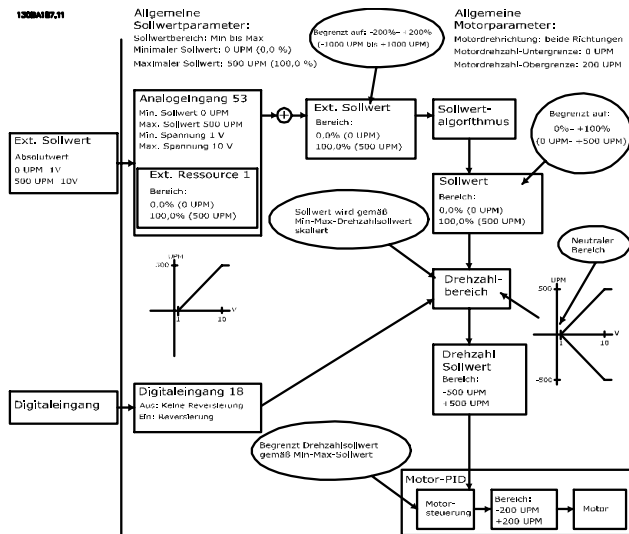 130BA187.11
Allgemeine
Sollwertparameter:
Sollwertbereich: Min bis Max
Minimaler Sollwert: 0 UPM (0,0 %)
Maximaler Sollwert: 500 UPM (100,0 %)
Begrenzt auf: -200%- +200%
(-1000 UPM bis +1000 UPM)
Allgemeine
Motorparameter:
Motordrehrichtung: beide Richtungen
Motordrehzahl-Untergrenze: 0 UPM
Motordrehzahl-Obergrenze: 200 UPM
Ext. Sollwert
Absolutwert
0 UPM 1V
500 UPM 10V
Analogeingang 53
Min. Sollwert 0 UPM
Max. Sollwert 500 UPM
Min. Spannung 1 V
Max. Spannung 10 V
Ext. Ressource 1
Bereich:
0,0% (0 UPM)
100,0% (500 UPM)
Ext. Sollwert
Bereich:
0,0% (0 UPM)
100,0% (500 UPM)
Sollwert-
algorithmus
Begrenzt auf:
0%- +100%
(0 UPM- +500 UPM)
Sollwert
Bereich:
0,0% (0 UPM)
100,0% (500 UPM)
Sollwert wird gemäß
Min-Max-Drehzahlsollwert
skaliert
Neutraler
Bereich
UPM
500
1
10
V
Drehzahl-
bereich
UPM
500
1
10
V
-500
Drehzahl
Sollwert
Bereich:
-500 UPM
+500 UPM
Digitaleingang
Digitaleingang 18
Aus: Keine Reversierung
Ein: Reversierung
Begrenzt Drehzahlsollwert
gemäß Min-Max-Sollwert
Motor-PID
Motor-
steuerung
Bereich:
-200 UPM
+200 UPM
Motor